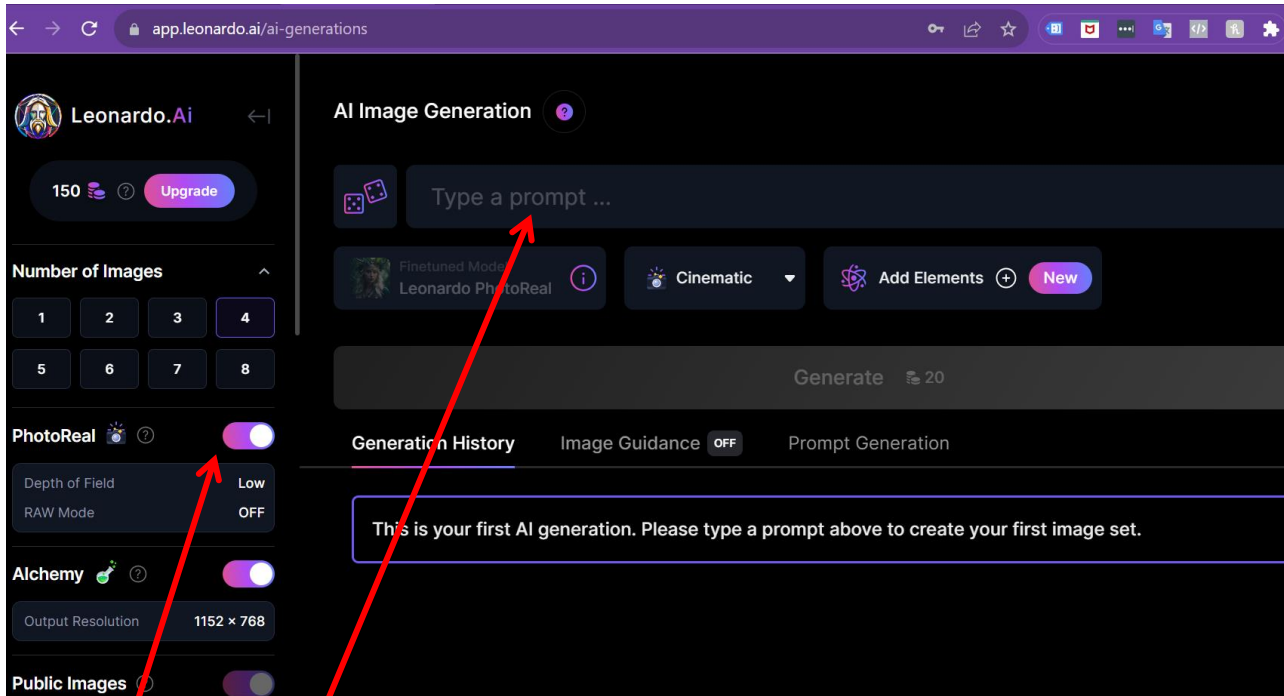 app.leonardo.ai/ai-generations
Leonardo.Ai
150 Upgrade
Number of Images
1 2 3 4
5 6 7 8
PhotoReal
Depth of Field Low
RAW Mode OFF
Alchemy
Output Resolution 1152 × 768
Public Images
AI Image Generation ?
Type a prompt ...
Finetuned Model
Leonardo PhotoReal
Cinematic
Add Elements New
Generate 20
Generation History Image Guidance OFF Prompt Generation
This is your first AI generation. Please type a prompt above to create your first image set.